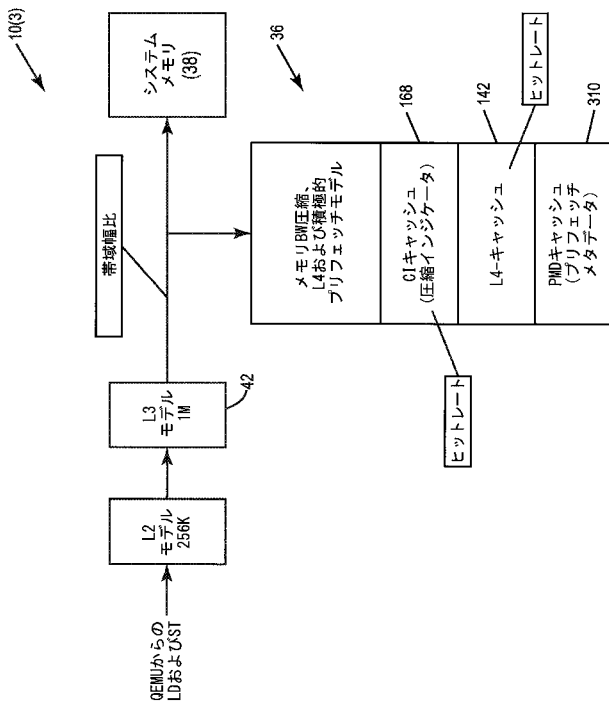 10(3)
QEMUからの
LDおよびST
L2
モデル
256K
L3
モデル
1M
42
帯域幅比
システム
メモリ
(38)
36
メモリBW圧縮、
L4および積極的
プリフェッチモデル
CIキャッシュ
(圧縮インジケータ)
168
ヒットレート
L4-キャッシュ
142
ヒットレート
PMDキャッシュ
(プリフェッチ
メタデータ)
310